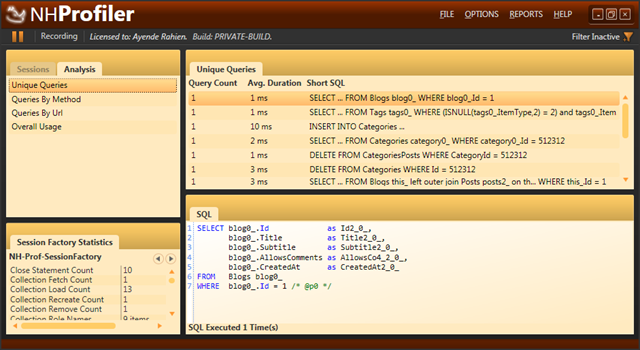 NHProfiler
FILE OPTIONS REPORTS HELP
Recording Licensed to: Ayende Rahien. Build: PRIVATE-BUILD. Filter Inactive
Sessions Analysis
Unique Queries
Queries By Method
Queries By Url
Overall Usage
Session Factory Statistics
NH-Prof-SessionFactory
Close Statement Count 10
Collection Fetch Count 1
Collection Load Count 13
Collection Recreate Count 1
Collection Remove Count 1
Collection Role Names 9 items
Unique Queries
Query Count Avg. Duration Short SQL
1 1 ms SELECT ... FROM Blogs blog0_ WHERE blog0_.Id = 1
1 1 ms SELECT ... FROM Tags tags0_ WHERE (ISNULL(tags0_.ItemType,2) = 2) and tags0_.Item
1 10 ms INSERT INTO Categories ...
1 2 ms SELECT ... FROM Categories category0_ WHERE category0_.Id = 512312
1 1 ms DELETE FROM CategoriesPosts WHERE CategoryId = 512312
1 3 ms DELETE FROM Categories WHERE Id = 512312
1 3 ms SELECT ... FROM Blogs this_ left outer join Posts posts2_ on th... WHERE this_.Id = 1
SQL
1 SELECT blog0_.Id as Id2_0_,
2 blog0_.Title as Title2_0_,
3 blog0_.Subtitle as Subtitle2_0_,
4 blog0_.AllowsComments as AllowsCo4_2_0_,
5 blog0_.CreatedAt as CreatedAt2_0_
6 FROM Blogs blog0_
7 WHERE blog0_.Id = 1 /* @p0 */
SQL Executed 1 Time(s)